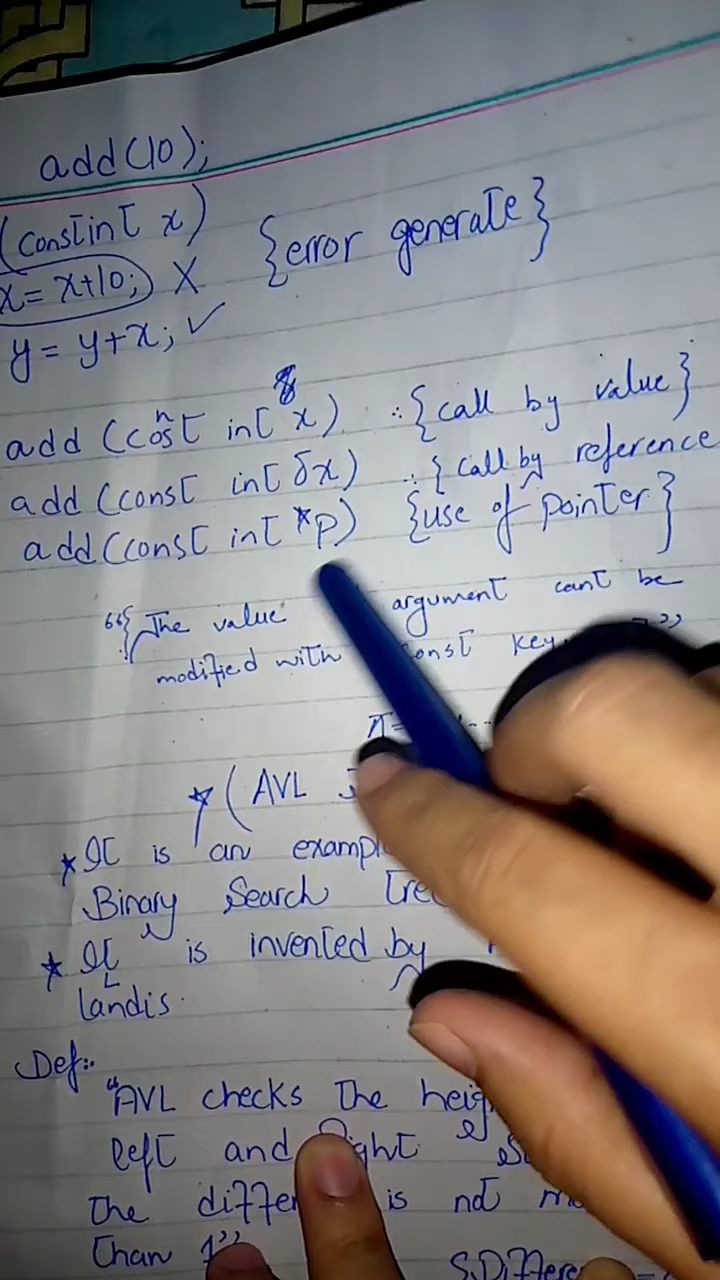 add(10);
(const int x)
x = x+10; X {error generate}
y = y+x; ✓
add (const int x) ∴{call by value}
add (const int &x) ∴{call by reference
add (const int *p) {use of pointer}
"{The value argument cant be
modified with const key
(AVL
* It is an
Binary Search Tree
* It is invented by
landis.
Def:-
"AVL checks the
left and right
the is not
than 1"